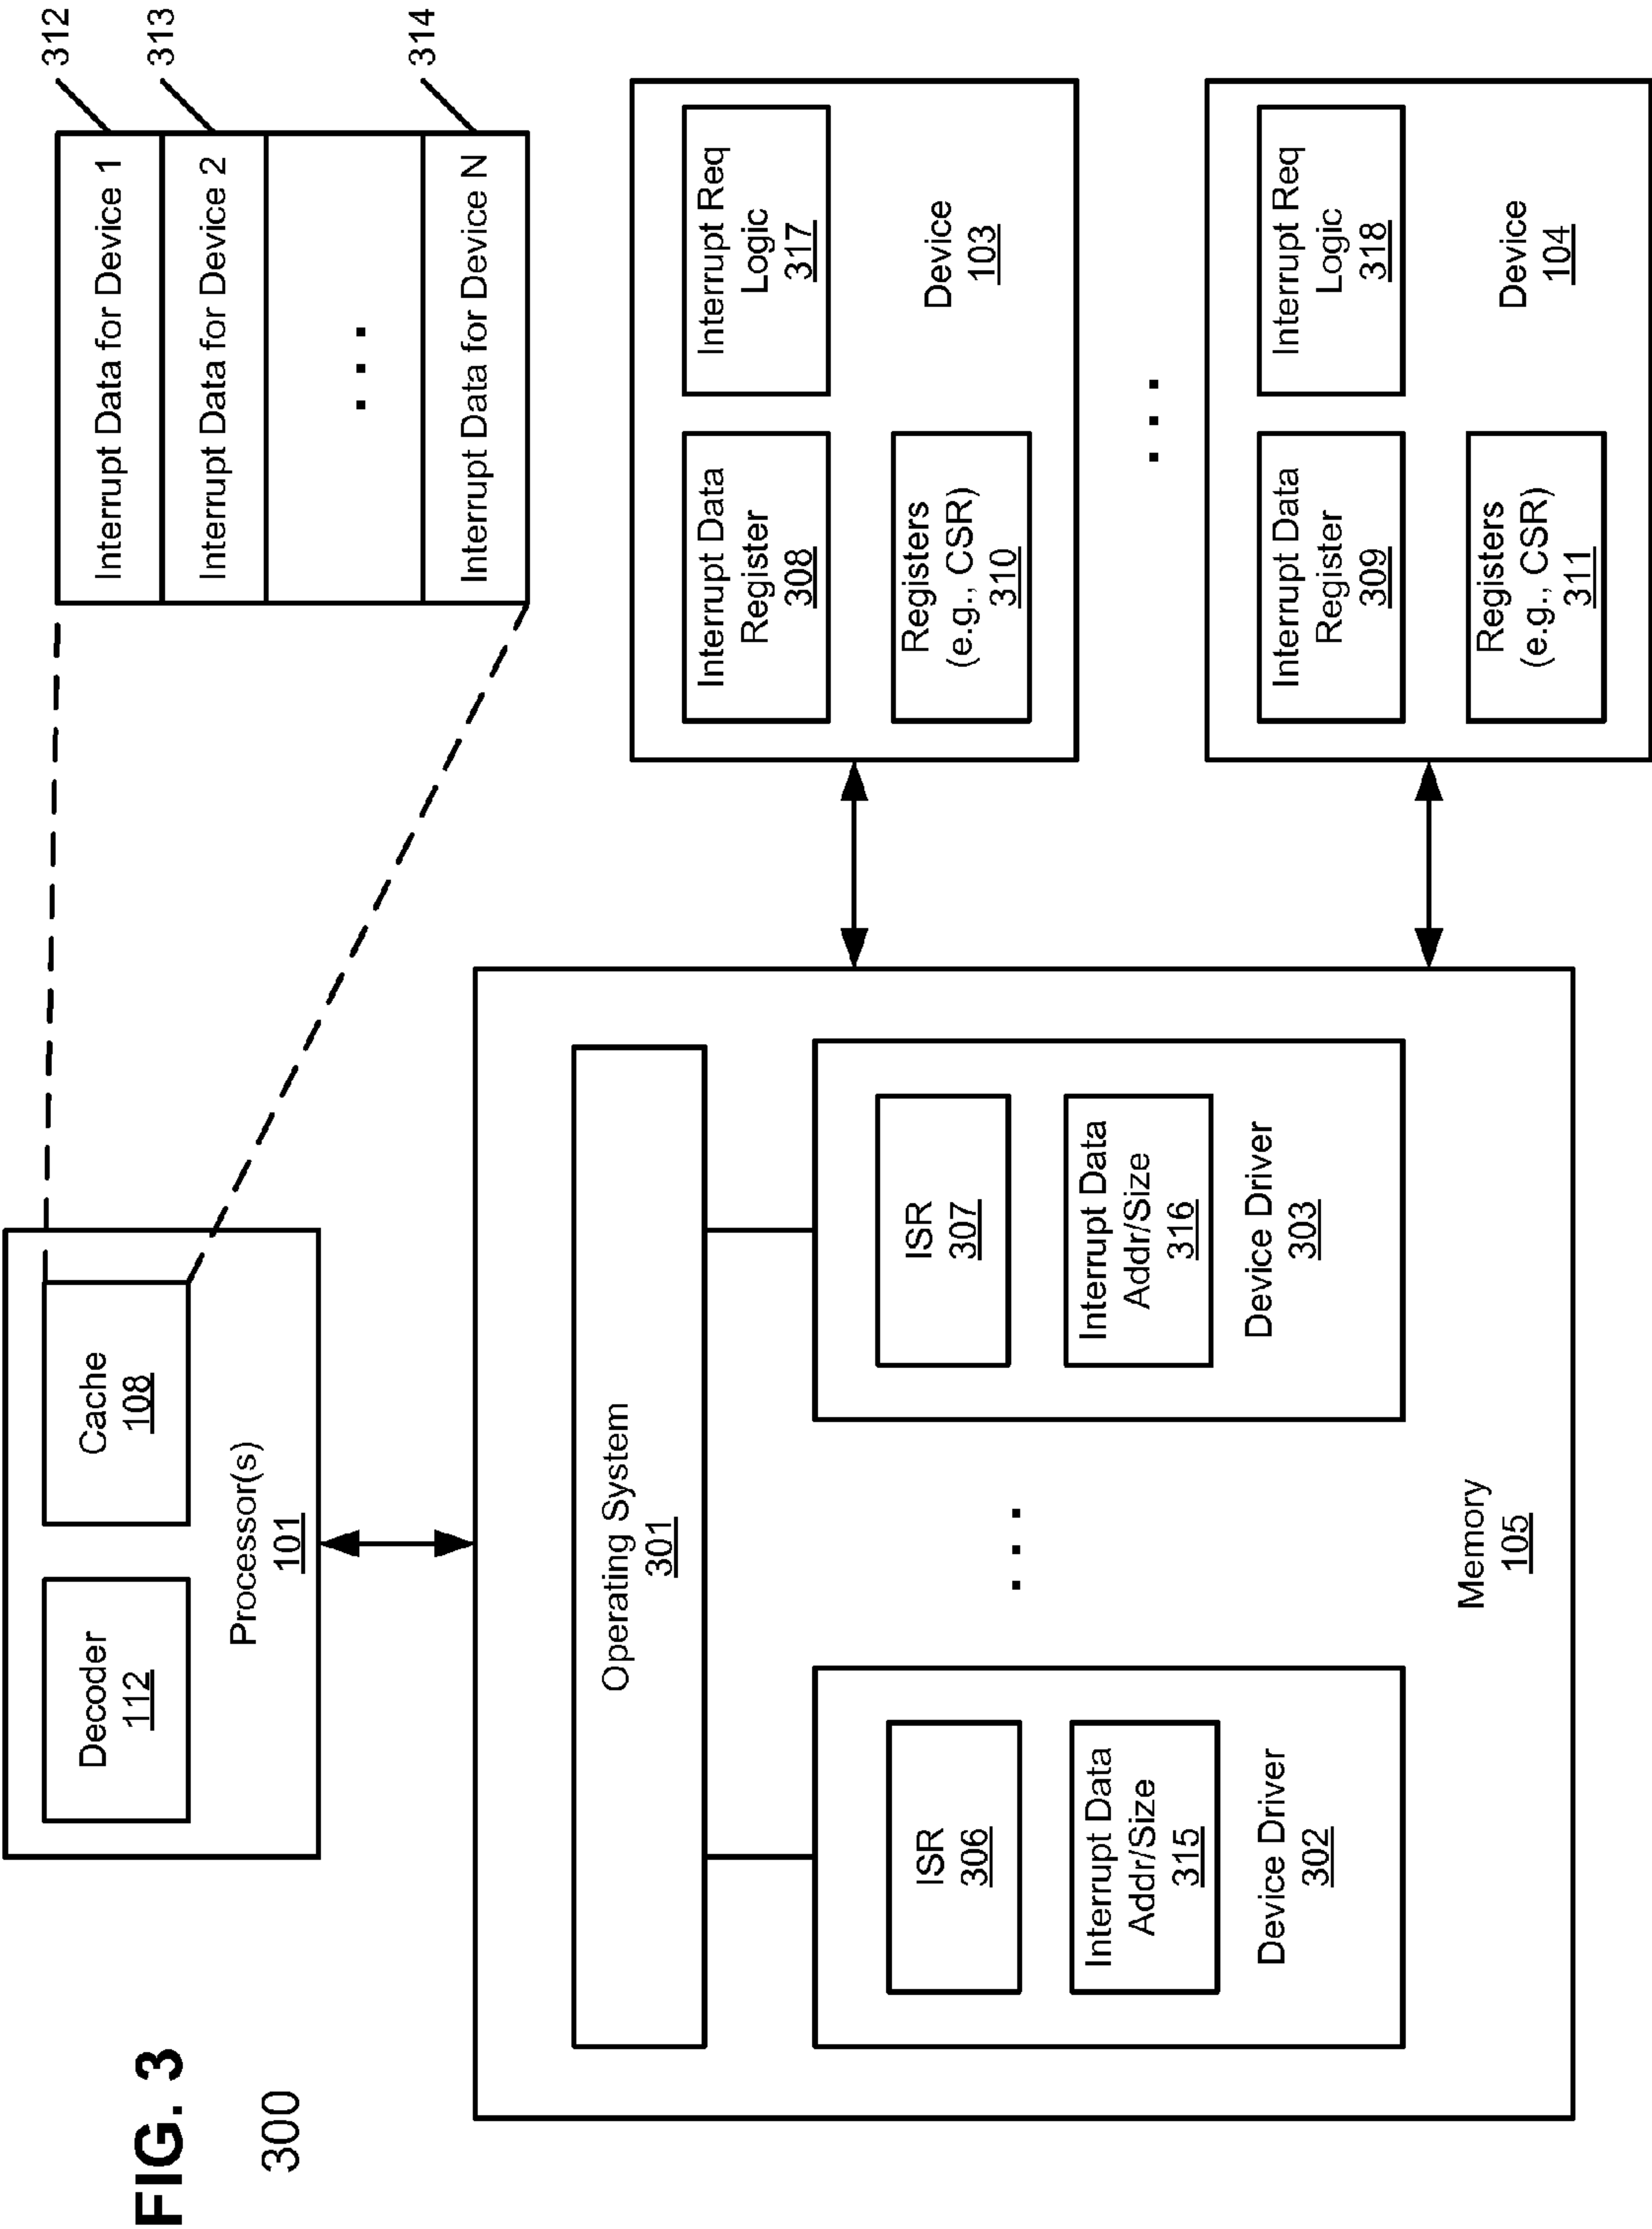 FIG. 3
300
Decoder
112
Cache
108
Processor(s)
101
Interrupt Data for Device 1
312
Interrupt Data for Device 2
313
. . .
Interrupt Data for Device N
314
Operating System
301
ISR
306
Interrupt Data
Addr/Size
315
Device Driver
302
. . .
ISR
307
Interrupt Data
Addr/Size
316
Device Driver
303
Memory
105
Interrupt Data
Register
308
Interrupt Req
Logic
317
Registers
(e.g., CSR)
310
Device
103
. . .
Interrupt Data
Register
309
Interrupt Req
Logic
318
Registers
(e.g., CSR)
311
Device
104